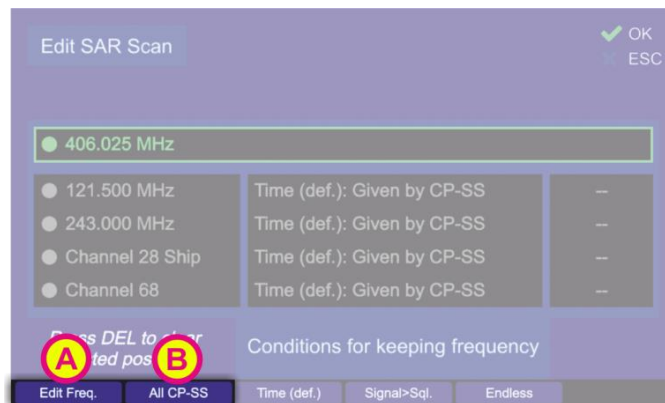 Edit SAR Scan
OK
ESC
406.025 MHz
121.500 MHz Time (def.): Given by CP-SS --
243.000 MHz Time (def.): Given by CP-SS --
Channel 28 Ship Time (def.): Given by CP-SS --
Channel 68 Time (def.): Given by CP-SS --
DEL to
Conditions for keeping frequency
A B
Edit Freq. All CP-SS Time (def.) Signal>Sql. Endless